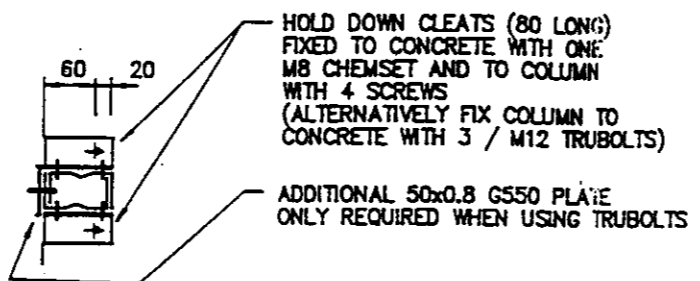 HOLD DOWN CLEATS (80 LONG)
FIXED TO CONCRETE WITH ONE
M8 CHEMSET AND TO COLUMN
WITH 4 SCREWS
(ALTERNATIVELY FIX COLUMN TO
CONCRETE WITH 3 / M12 TRUBOLTS)
60 20
ADDITIONAL 50x0.8 G550 PLATE
ONLY REQUIRED WHEN USING TRUBOLTS